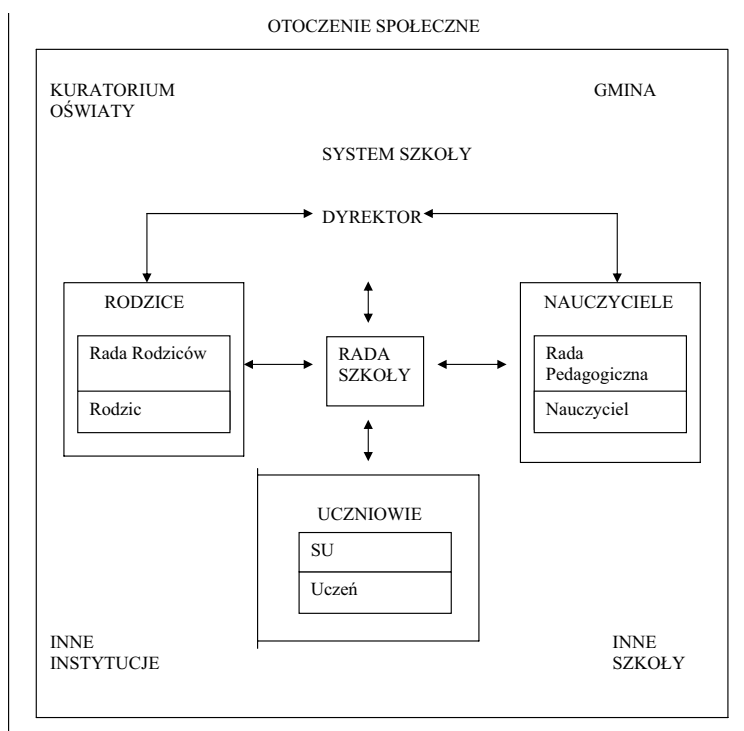 OTOCZENIE SPOŁECZNE
KURATORIUM
OŚWIATY
GMINA
SYSTEM SZKOŁY
DYREKTOR
RODZICE
Rada Rodziców
Rodzic
RADA
SZKOŁY
NAUCZYCIELE
Rada
Pedagogiczna
Nauczyciel
UCZNIOWIE
SU
Uczeń
INNE
INSTYTUCJE
INNE
SZKOŁY